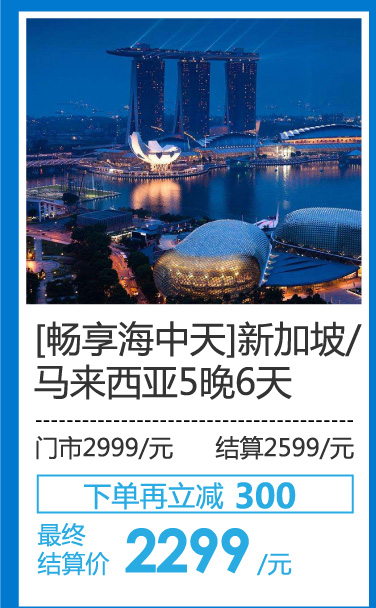 [畅享海中天]新加坡/
马来西亚5晚6天
门市2999/元 结算2599/元
下单再立减 300
最终
结算价 2299 /元